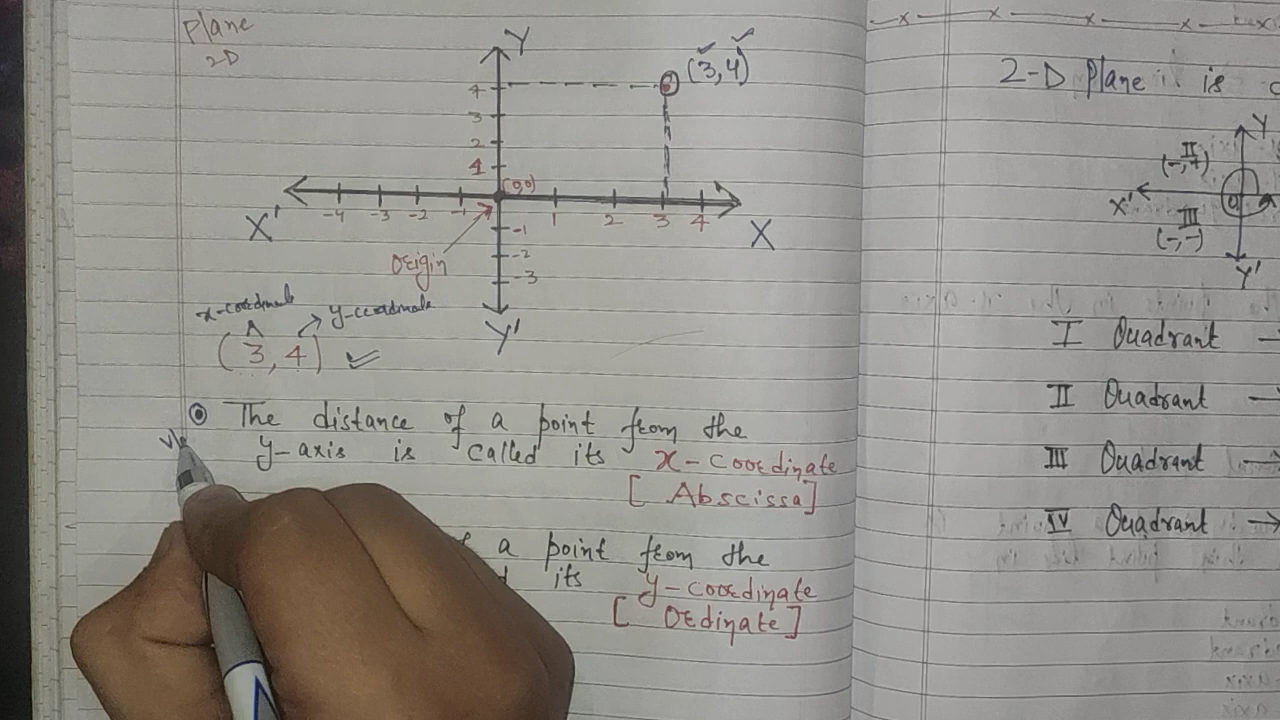 Plane
2-D
Y
(3,4)
4
3
2
1
(0,0)
-4 -3 -2 -1 1 2 3 4
X' X
-1
-2
-3
Origin
Y'
x-coordinate
y-coordinate
(3,4)
The distance of a point from the
y-axis is called its x-coordinate
[Abscissa]
a point from the
its y-coordinate
[Ordinate]
2-D Plane is
Y
II
(-,+)
X'
III
(-,-)
Y'
I Quadrant →
II Quadrant →
III Quadrant →
IV Quadrant →